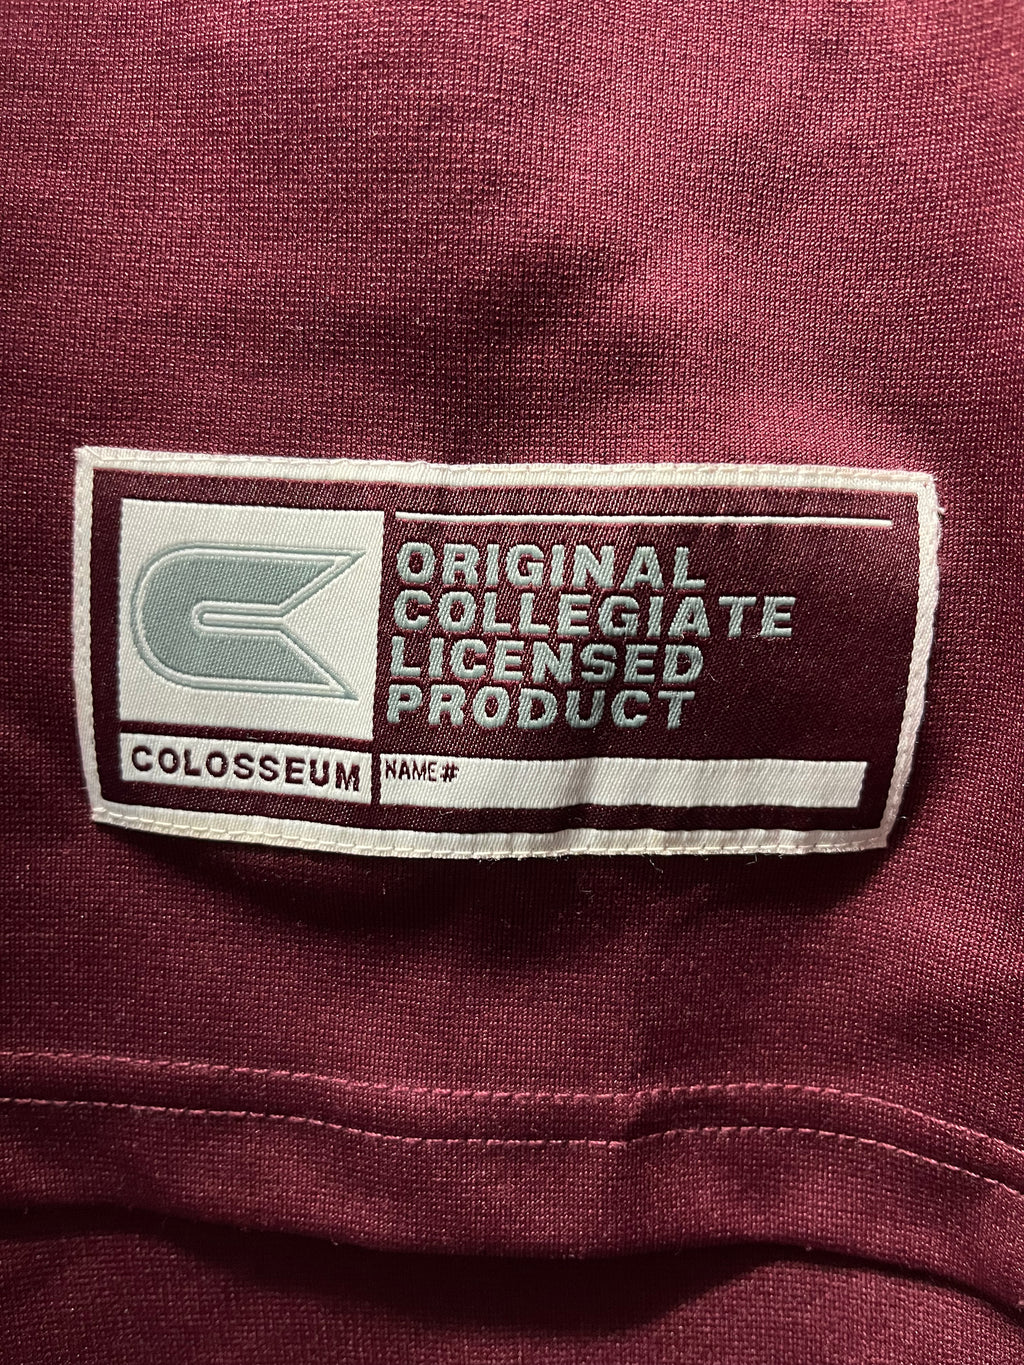 ORIGINAL
COLLEGIATE
LICENSED
PRODUCT
COLOSSEUM
NAME#